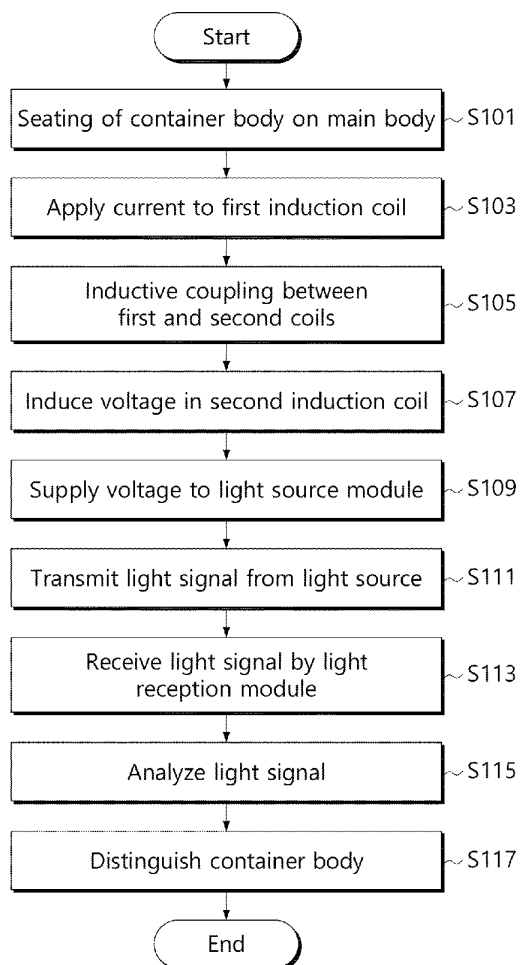 Start
Seating of container body on main body
S101
Apply current to first induction coil
S103
Inductive coupling between
first and second coils
S105
Induce voltage in second induction coil
S107
Supply voltage to light source module
S109
Transmit light signal from light source
S111
Receive light signal by light
reception module
S113
Analyze light signal
S115
Distinguish container body
S117
End